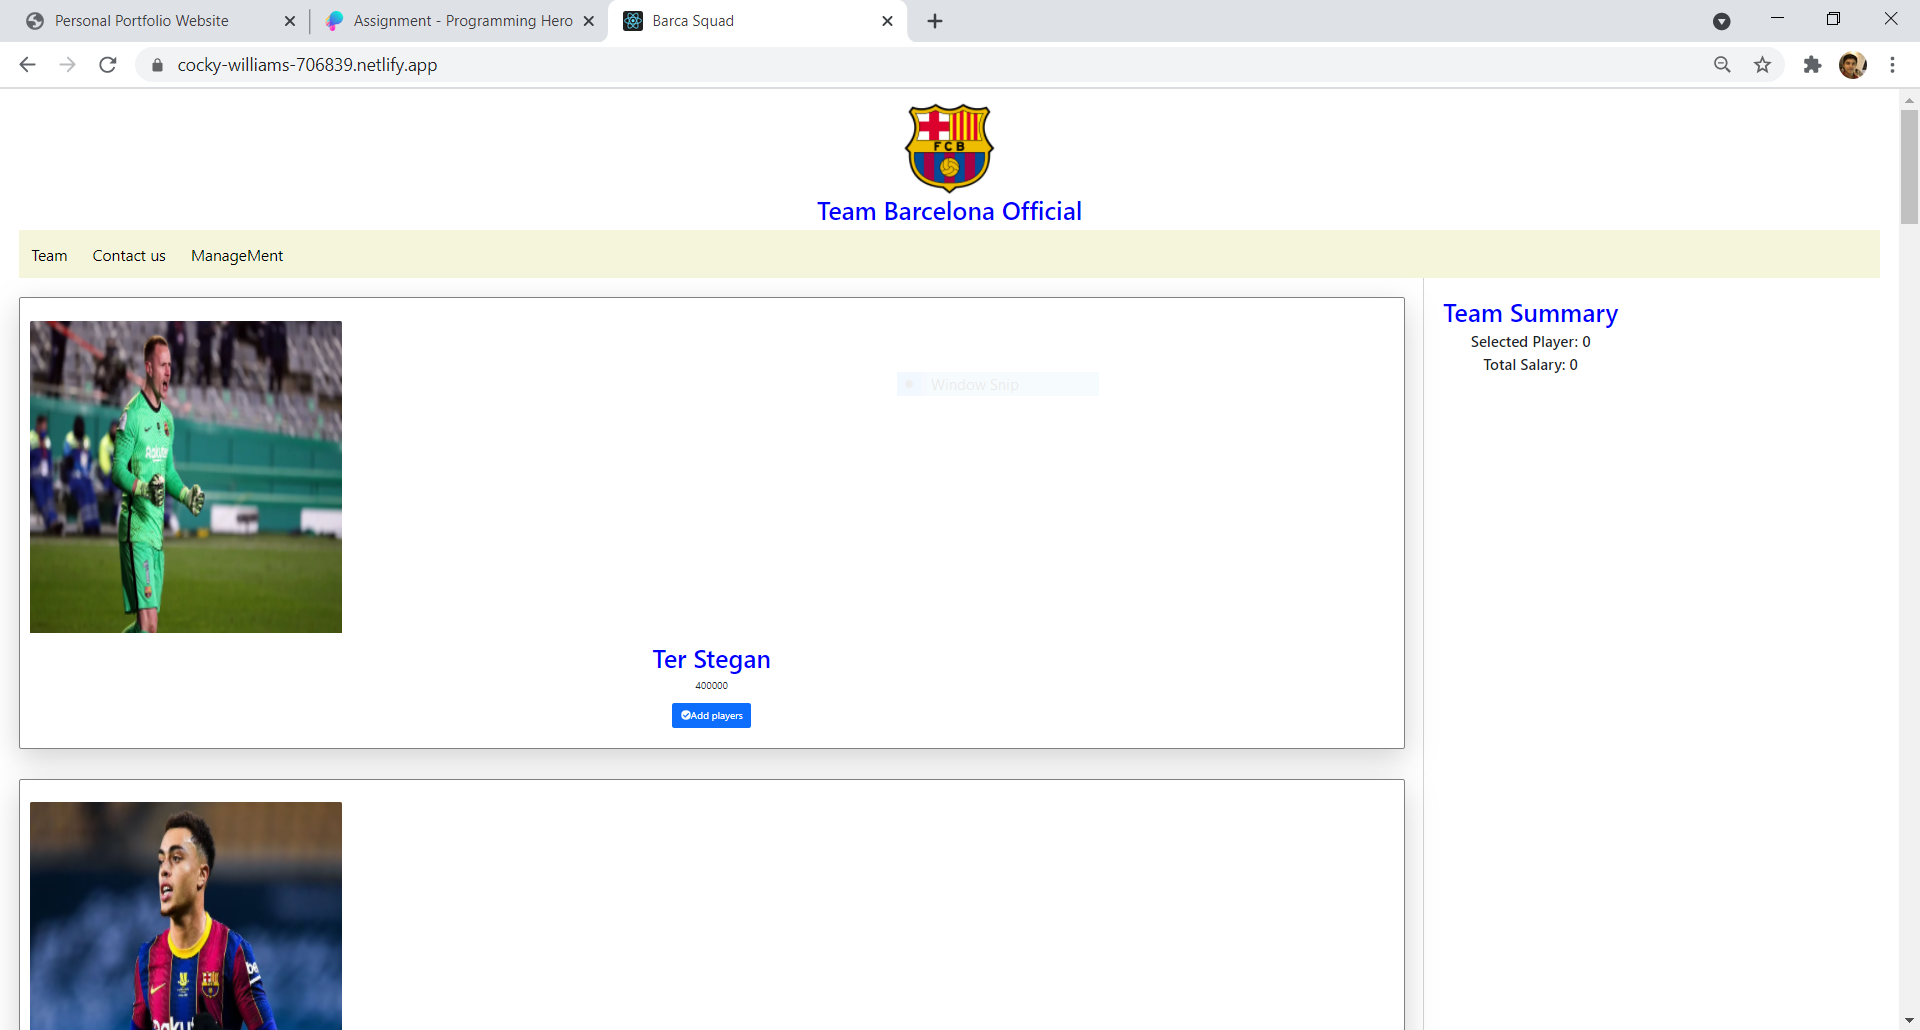 Personal Portfolio Website
Assignment - Programming Hero
Barca Squad
cocky-williams-706839.netlify.app
FCB
Team Barcelona Official
Team Contact us ManageMent
Team Summary
Selected Player: 0
Total Salary: 0
Window Snip
Rakuten
Ter Stegan
400000
Add players